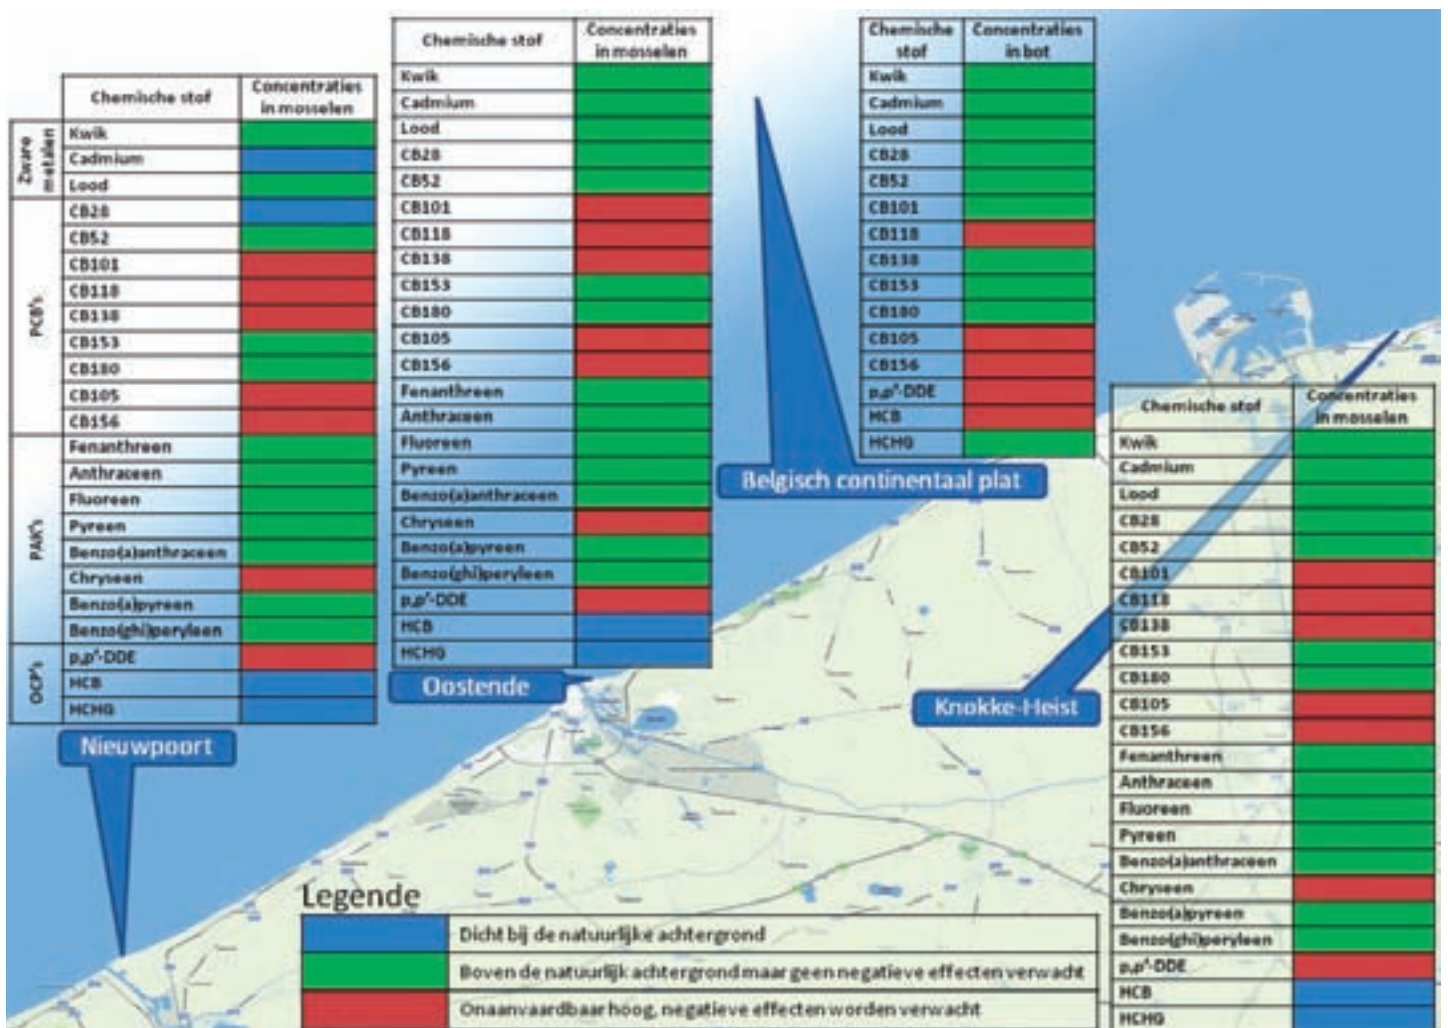 Chemische stof Concentraties
in mosselen
Zware metalen
Kwik
Cadmium
Lood
PCB's
CB28
CB52
CB101
CB118
CB138
CB153
CB180
CB105
CB156
PAK's
Fenanthreen
Anthraceen
Fluoreen
Pyreen
Benzo(a)anthraceen
Chryseen
Benzo(a)pyreen
Benzo(ghi)peryleen
OCP's
p,p'-DDE
HCB
HCHG
Nieuwpoort
Chemische stof Concentraties
in mosselen
Kwik
Cadmium
Lood
CB28
CB52
CB101
CB118
CB138
CB153
CB180
CB105
CB156
Fenanthreen
Anthraceen
Fluoreen
Pyreen
Benzo(a)anthraceen
Chryseen
Benzo(a)pyreen
Benzo(ghi)peryleen
p,p'-DDE
HCB
HCHG
Oostende
Chemische Concentraties
stof in bot
Kwik
Cadmium
Lood
CB28
CB52
CB101
CB118
CB138
CB153
CB180
CB105
CB156
p,p'-DDE
HCB
HCHG
Belgisch continentaal plat
Chemische stof Concentraties
in mosselen
Kwik
Cadmium
Lood
CB28
CB52
CB101
CB118
CB138
CB153
CB180
CB105
CB156
Fenanthreen
Anthraceen
Fluoreen
Pyreen
Benzo(a)anthraceen
Chryseen
Benzo(a)pyreen
Benzo(ghi)peryleen
p,p'-DDE
HCB
HCHG
Knokke-Heist
Legende
Dicht bij de natuurlijke achtergrond
Boven de natuurlijk achtergrond maar geen negatieve effecten verwacht
Onaanvaardbaar hoog, negatieve effecten worden verwacht